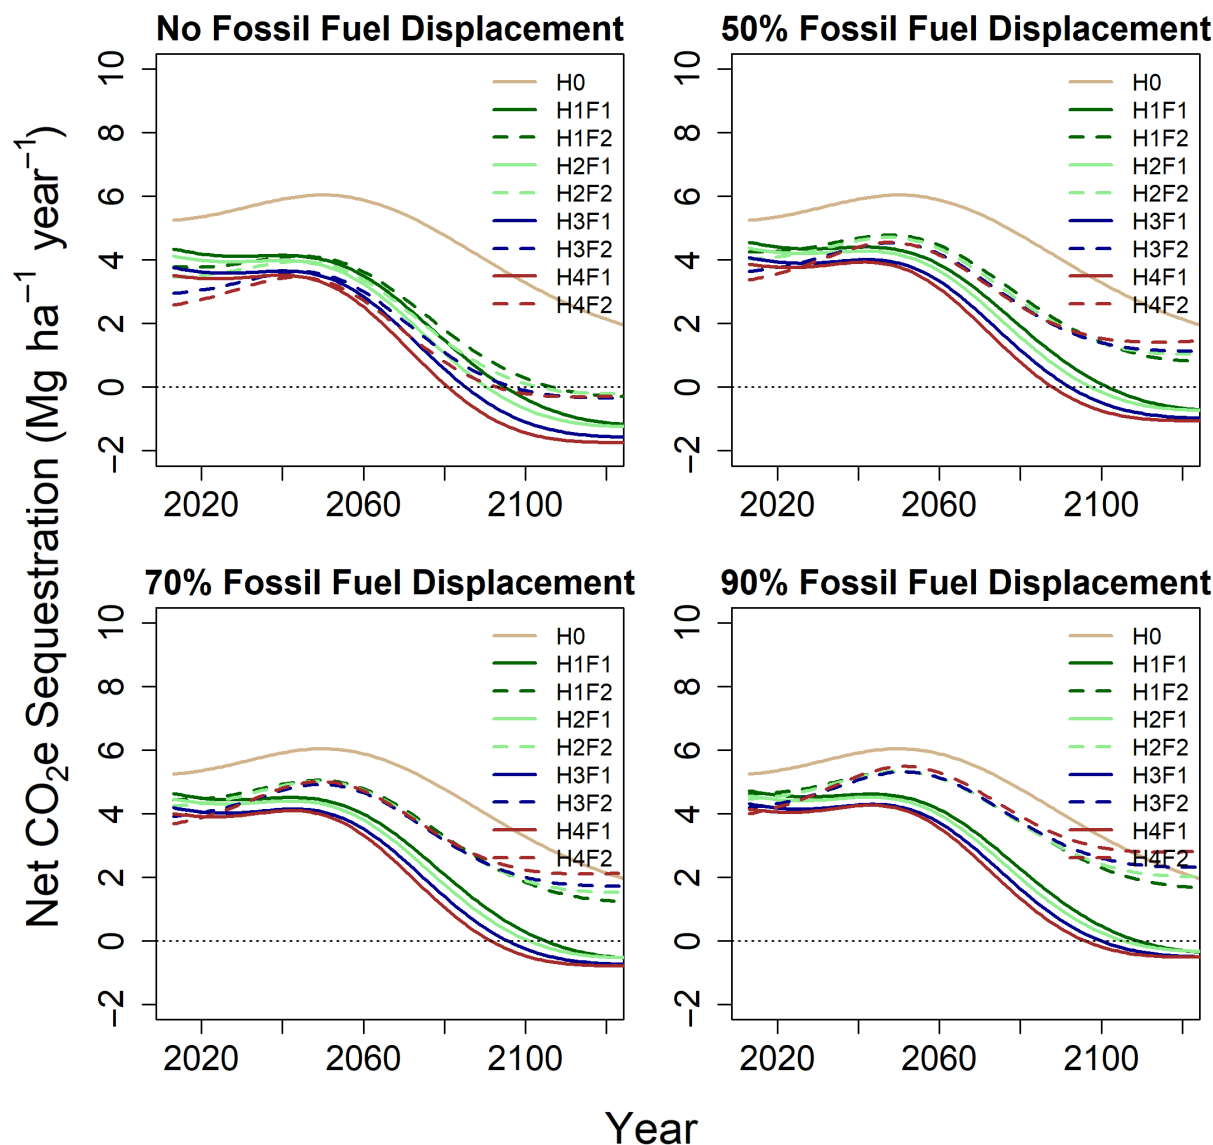 No Fossil Fuel Displacement
10
8
6
4
2
0
−2
H0
H1F1
H1F2
H2F1
H2F2
H3F1
H3F2
H4F1
H4F2
2020 2060 2100
50% Fossil Fuel Displacement
10
8
6
4
2
0
−2
H0
H1F1
H1F2
H2F1
H2F2
H3F1
H3F2
H4F1
H4F2
2020 2060 2100
Net CO₂e Sequestration (Mg ha⁻¹ year⁻¹)
70% Fossil Fuel Displacement
10
8
6
4
2
0
−2
H0
H1F1
H1F2
H2F1
H2F2
H3F1
H3F2
H4F1
H4F2
2020 2060 2100
90% Fossil Fuel Displacement
10
8
6
4
2
0
−2
H0
H1F1
H1F2
H2F1
H2F2
H3F1
H3F2
H4F1
H4F2
2020 2060 2100
Year